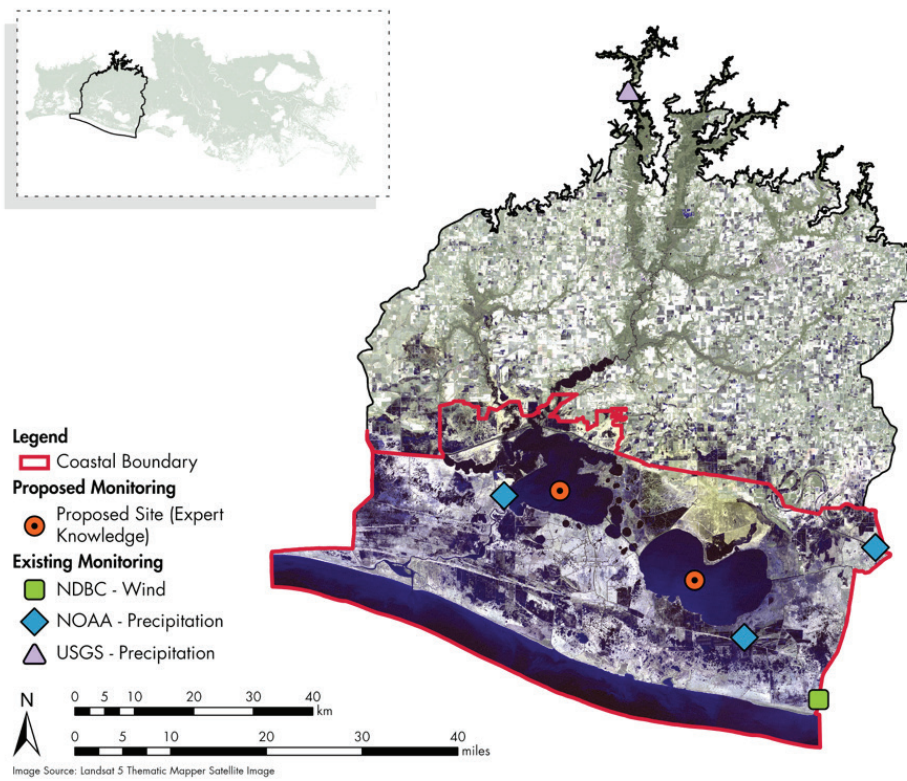 Legend
Coastal Boundary
Proposed Monitoring
Proposed Site (Expert
Knowledge)
Existing Monitoring
NDBC - Wind
NOAA - Precipitation
USGS - Precipitation
N
0 5 10 20 30 40
km
0 5 10 20 30 40
miles
Image Source: Landsat 5 Thematic Mapper Satellite Image